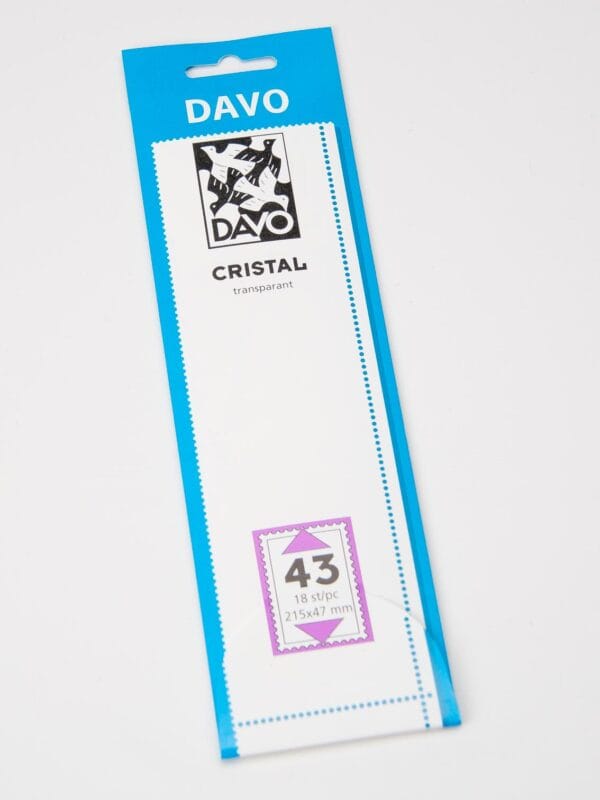 DAVO
DAVO
CRISTAL
transparant
43
18 st/pc
215x47 mm